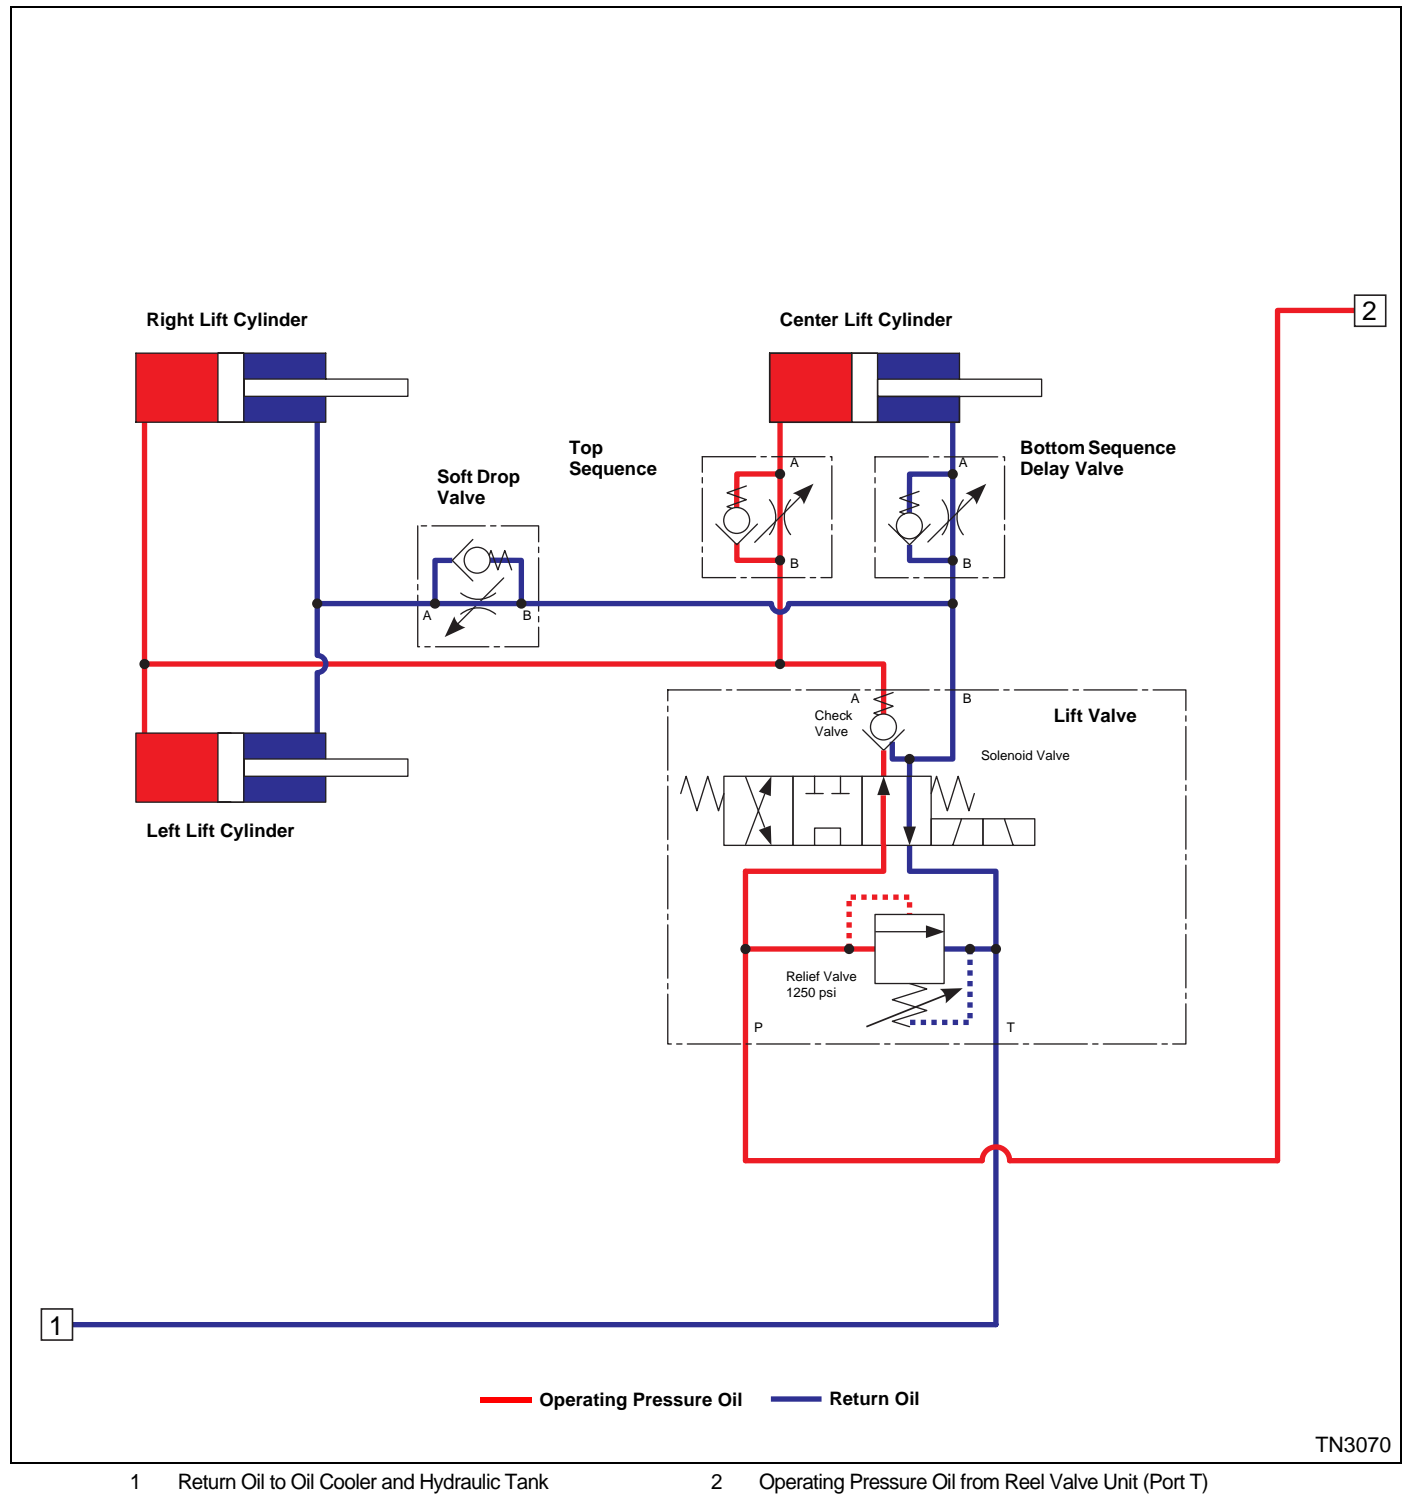 2
Right Lift Cylinder
Center Lift Cylinder
Top
Sequence
Bottom Sequence
Delay Valve
Soft Drop
Valve
A
A
B
B
A
B
A
B
Check
Valve
Lift Valve
Solenoid Valve
Left Lift Cylinder
Relief Valve
1250 psi
P
T
1
Operating Pressure Oil
Return Oil
TN3070
1 Return Oil to Oil Cooler and Hydraulic Tank
2 Operating Pressure Oil from Reel Valve Unit (Port T)